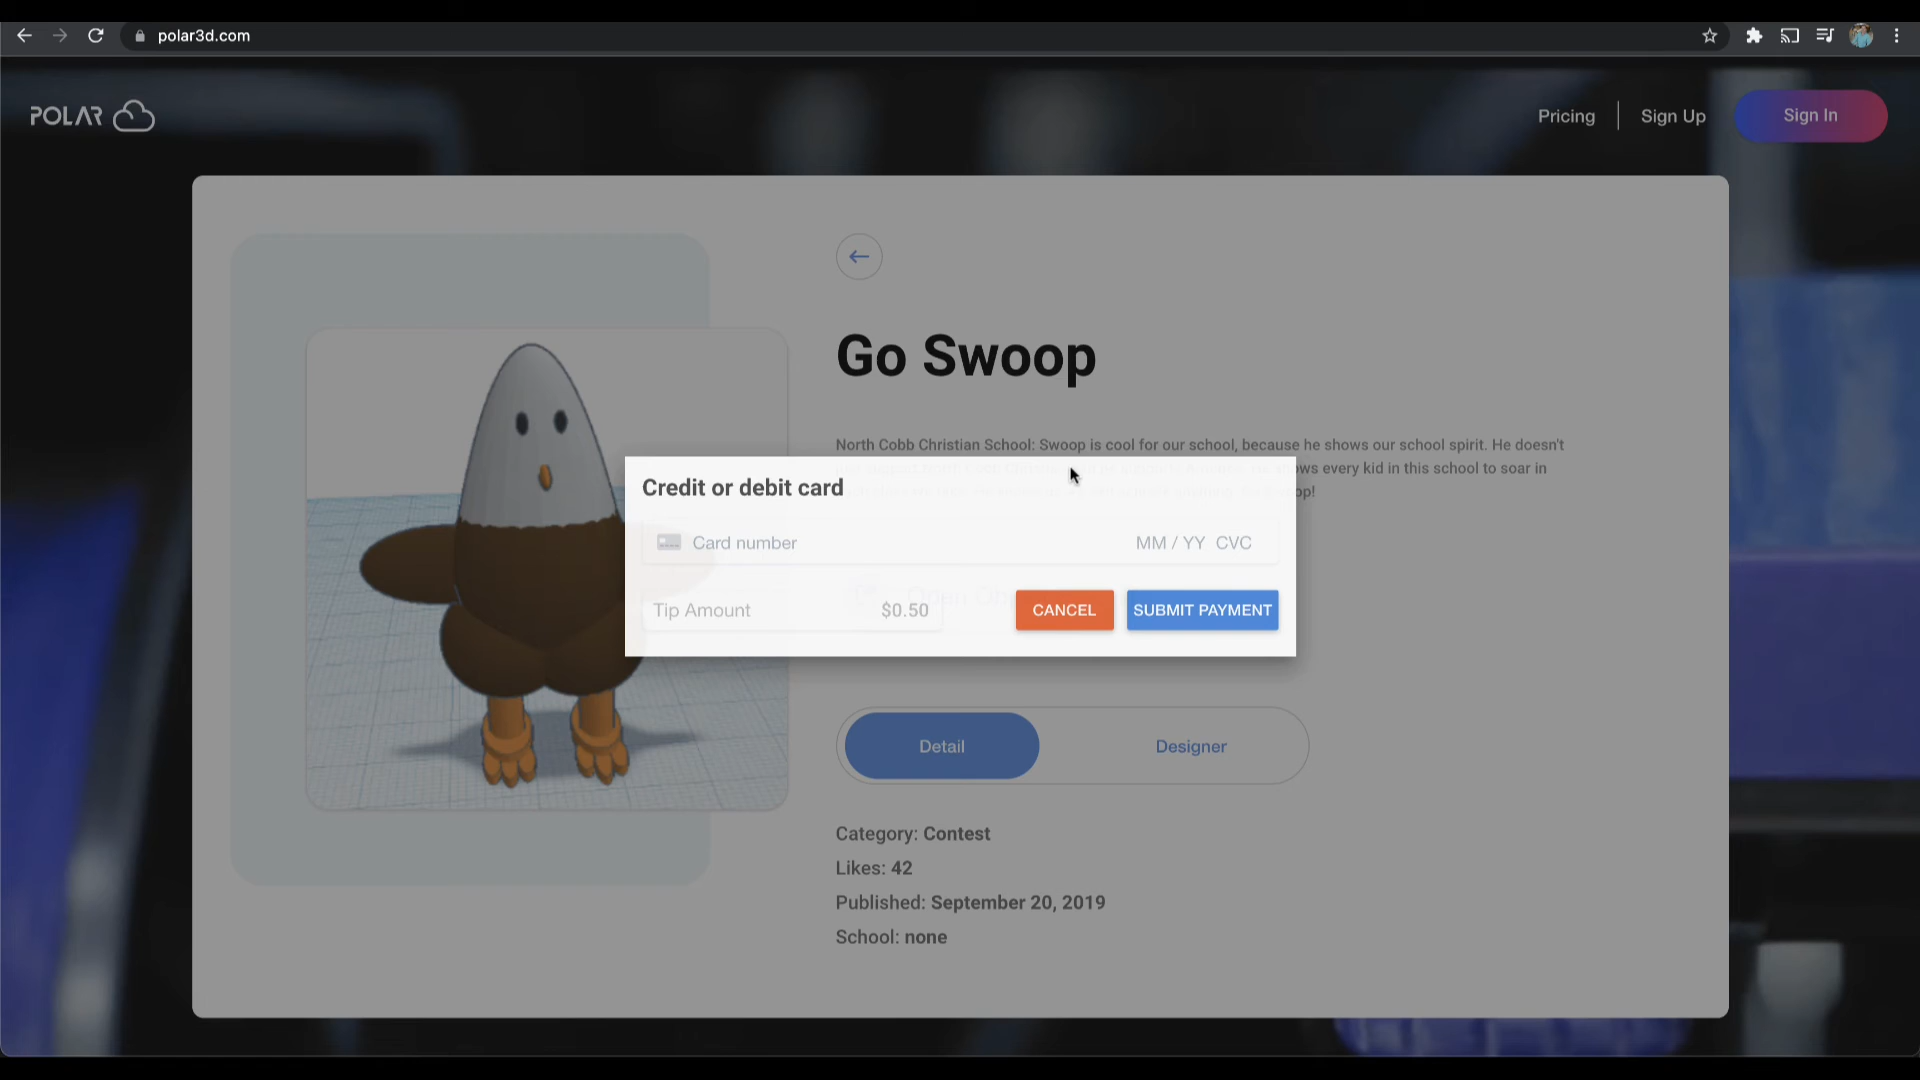 polar3d.com
POLAR
Pricing
Sign Up
Sign In
Go Swoop
North Cobb Christian School: Swoop is cool for our school, because he shows our school spirit. He doesn't
ows every kid in this school to soar in
op!
Credit or debit card
Card number
MM / YY CVC
Tip Amount
$0.50
CANCEL
SUBMIT PAYMENT
Detail
Designer
Category: Contest
Likes: 42
Published: September 20, 2019
School: none